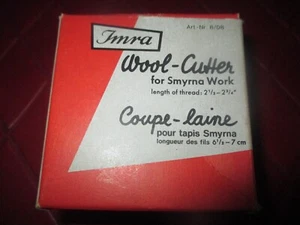 Imra
Wool-Cutter
for Smyrna Work
length of thread: 2½-2¾"
Coupe-laine
pour tapis Smyrna
longueur des fils 6½-7 cm